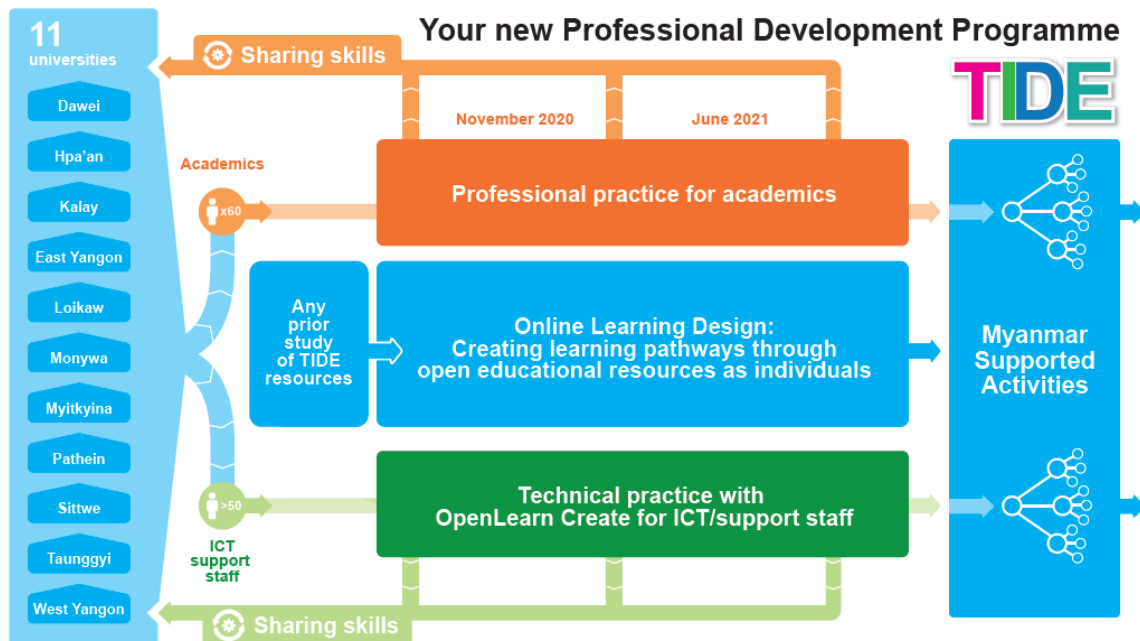 Your new Professional Development Programme
TIDE
11
universities
Dawei
Hpa'an
Kalay
East Yangon
Loikaw
Monywa
Myitkyina
Pathein
Sittwe
Taunggyi
West Yangon
Sharing skills
November 2020
June 2021
Academics
x60
Professional practice for academics
Any
prior
study
of TIDE
resources
Online Learning Design:
Creating learning pathways through
open educational resources as individuals
Myanmar
Supported
Activities
>50
ICT
support
staff
Technical practice with
OpenLearn Create for ICT/support staff
Sharing skills